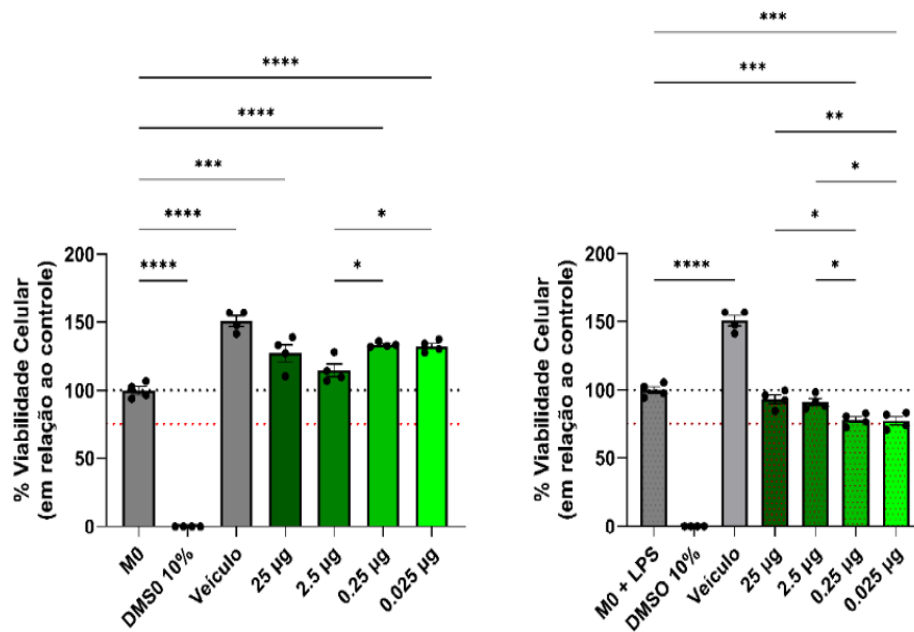 ****
****
***
****
*
****
*
% Viabilidade Celular
(em relação ao controle)
200
150
100
50
0
M0
DMS0 10%
Veículo
25 µg
2.5 µg
0.25 µg
0.025 µg
***
***
**
*
*
****
*
% Viabilidade Celular
(em relação ao controle)
200
150
100
50
0
M0 + LPS
DMSO 10%
Veículo
25 µg
2.5 µg
0.25 µg
0.025 µg